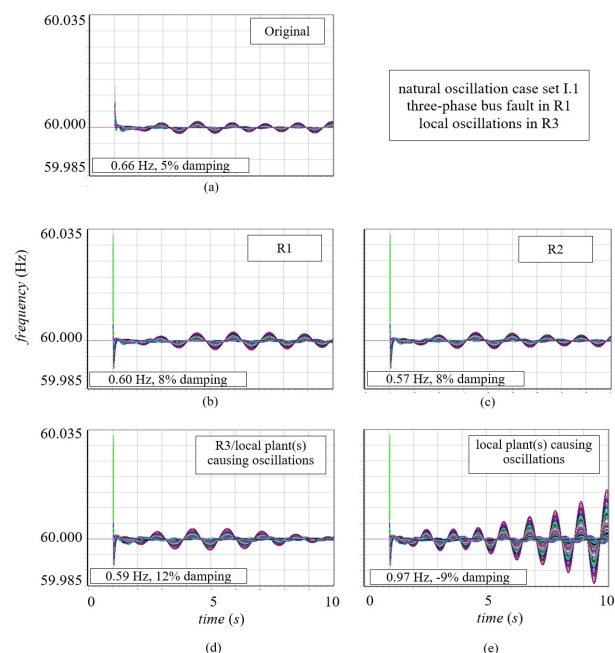 60.035
Original
60.000
59.985
0.66 Hz, 5% damping
(a)
natural oscillation case set I.1
three-phase bus fault in R1
local oscillations in R3
frequency (Hz)
60.035
R1
60.000
59.985
0.60 Hz, 8% damping
(b)
R2
0.57 Hz, 8% damping
(c)
60.035
R3/local plant(s)
causing oscillations
60.000
59.985
0.59 Hz, 12% damping
0 5 10
time (s)
(d)
local plant(s) causing
oscillations
0.97 Hz, -9% damping
0 5 10
time (s)
(e)